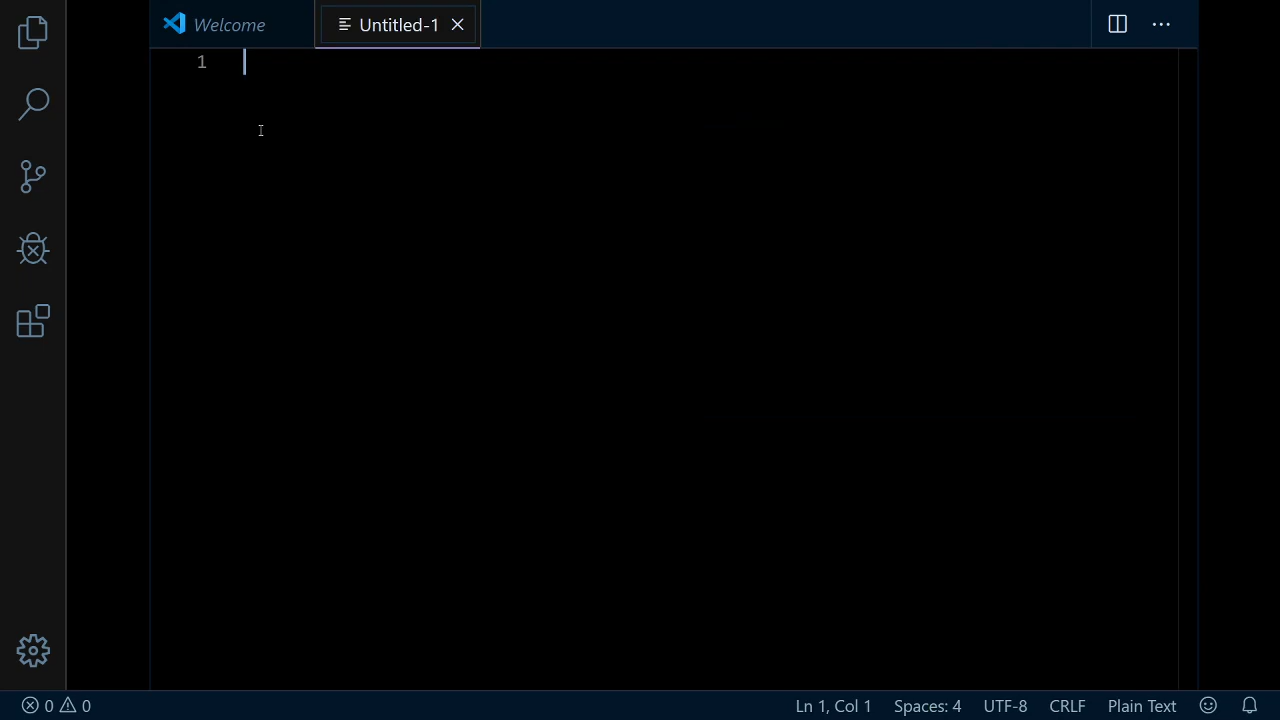 Welcome
Untitled-1
1
0 0
Ln 1, Col 1 Spaces: 4 UTF-8 CRLF Plain Text